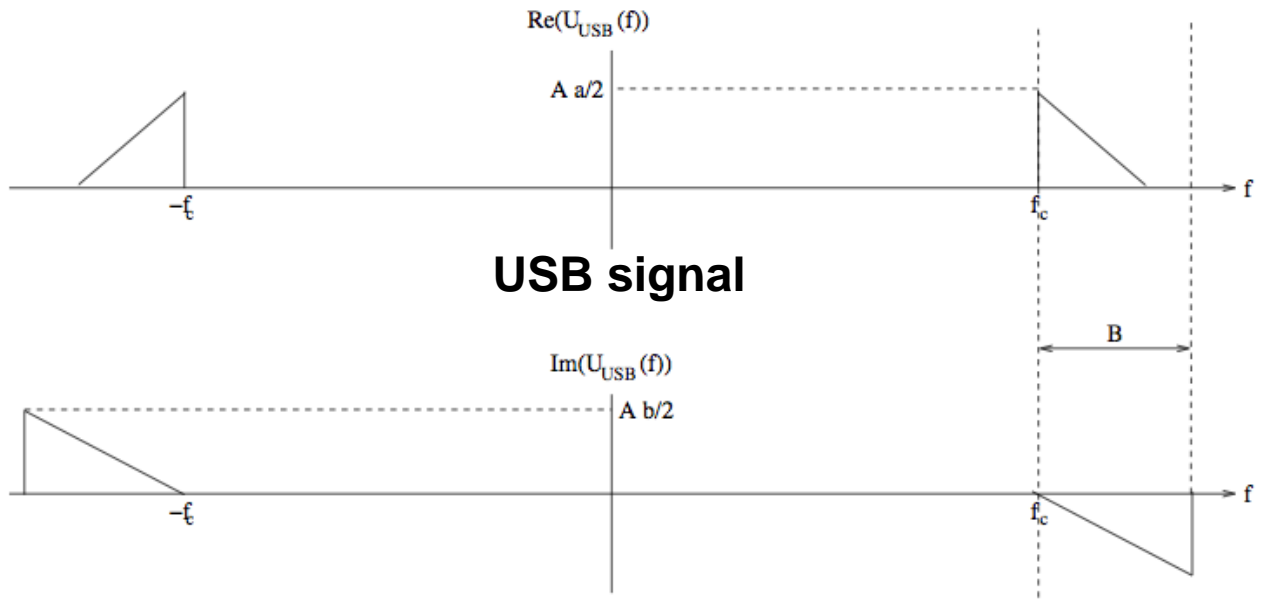 Re(U_USB(f))
A a/2
f
−f_c
f_c
USB signal
B
Im(U_USB(f))
A b/2
f
−f_c
f_c